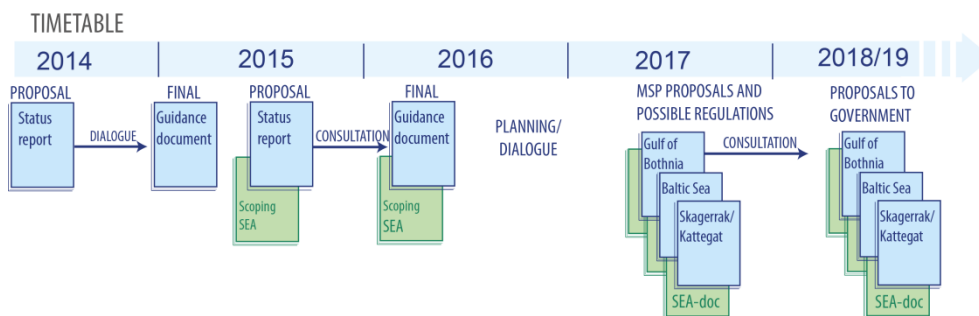 TIMETABLE
2014
2015
2016
2017
2018/19
PROPOSAL
Status
report
DIALOGUE
FINAL
Guidance
document
PROPOSAL
Status
report
Scoping
SEA
CONSULTATION
FINAL
Guidance
document
Scoping
SEA
PLANNING/
DIALOGUE
MSP PROPOSALS AND
POSSIBLE REGULATIONS
Gulf of
Bothnia
Baltic Sea
Skagerrak/
Kattegat
SEA-doc
CONSULTATION
PROPOSALS TO
GOVERNMENT
Gulf of
Bothnia
Baltic Sea
Skagerrak/
Kattegat
SEA-doc